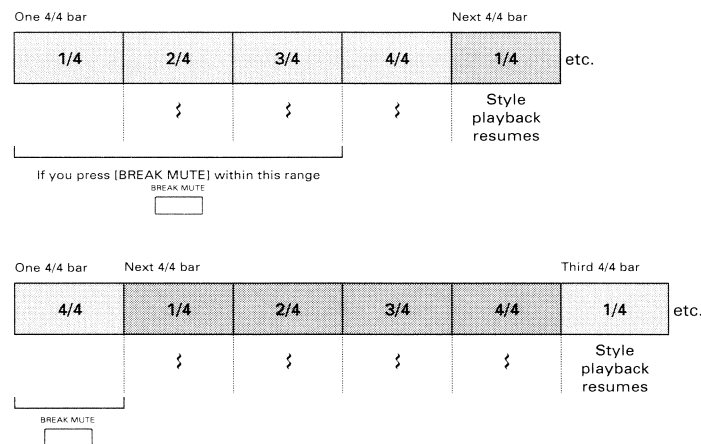 One 4/4 bar Next 4/4 bar
1/4 2/4 3/4 4/4 1/4 etc.
Style
playback
resumes
If you press [BREAK MUTE] within this range
BREAK MUTE
One 4/4 bar Next 4/4 bar Third 4/4 bar
4/4 1/4 2/4 3/4 4/4 1/4 etc.
Style
playback
resumes
BREAK MUTE